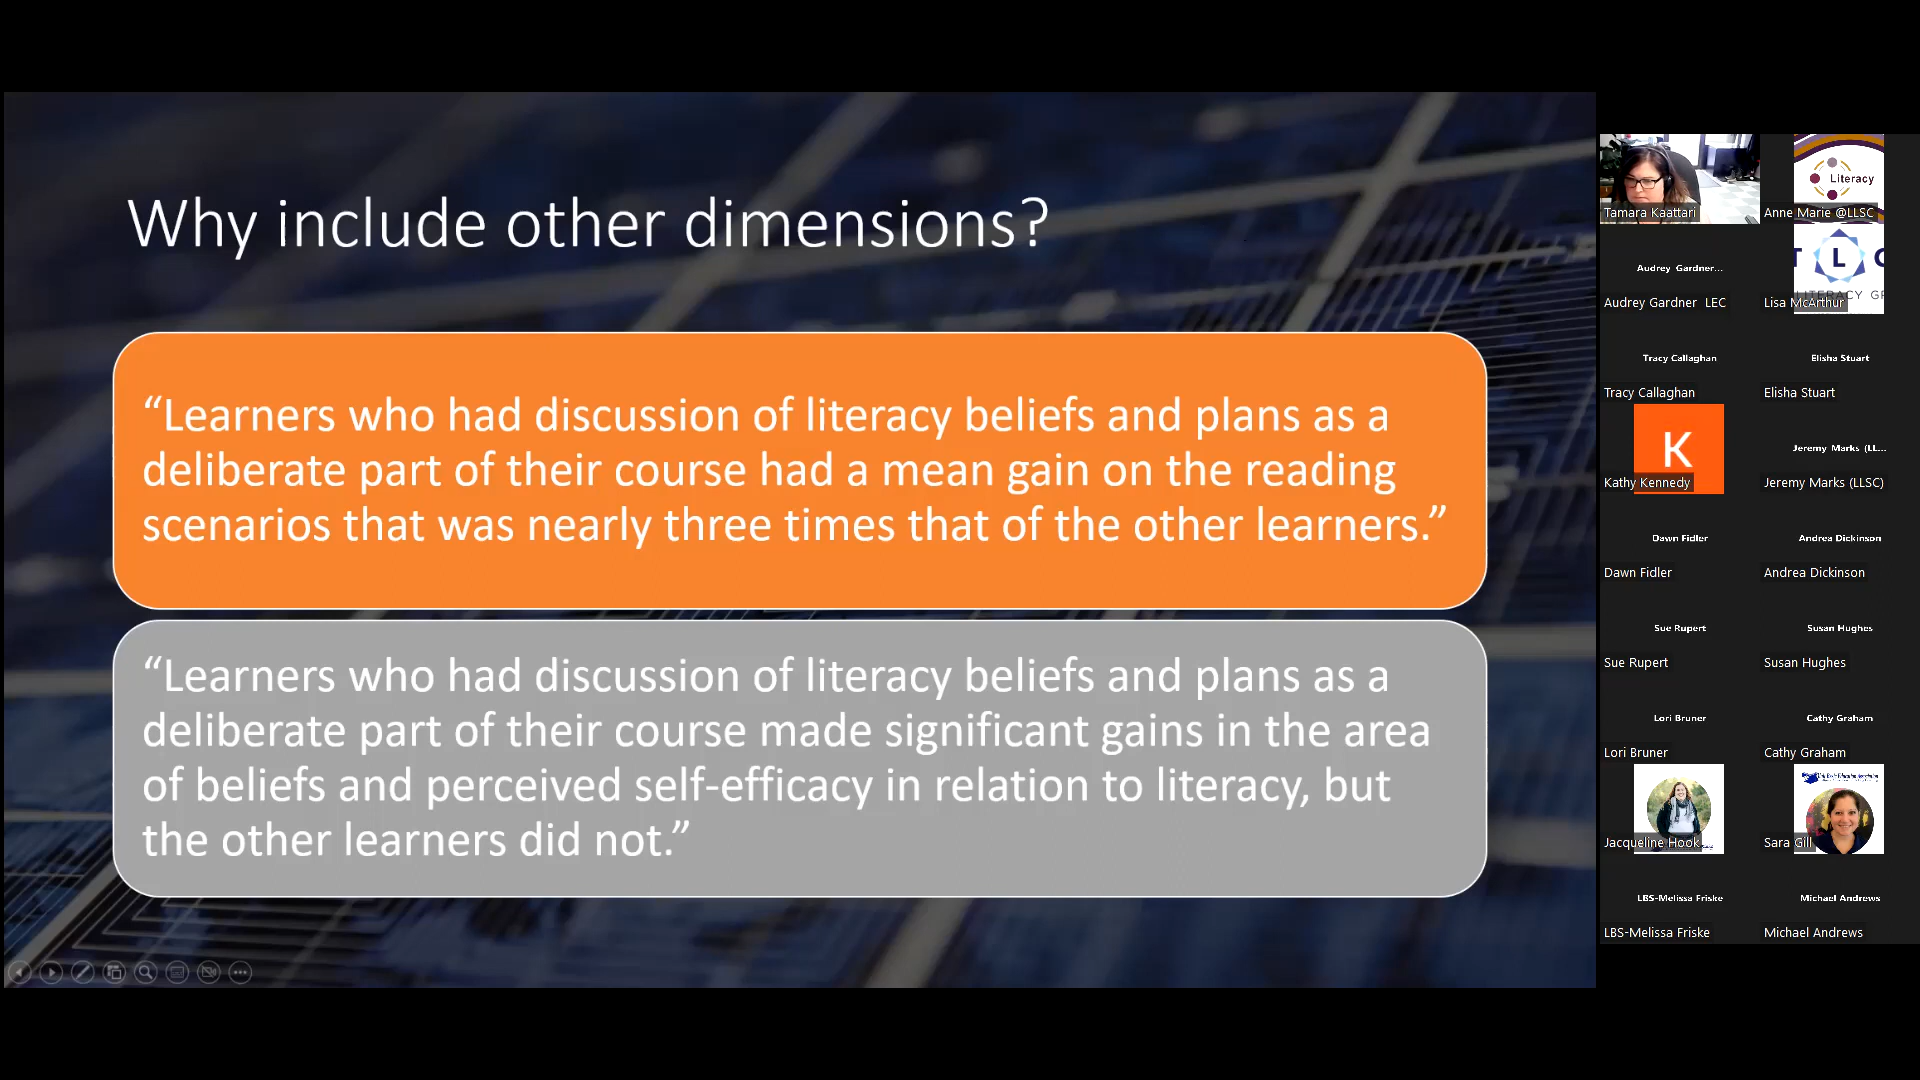 Why include other dimensions?
“Learners who had discussion of literacy beliefs and plans as a
deliberate part of their course had a mean gain on the reading
scenarios that was nearly three times that of the other learners.”
“Learners who had discussion of literacy beliefs and plans as a
deliberate part of their course made significant gains in the area
of beliefs and perceived self-efficacy in relation to literacy, but
the other learners did not.”
Tamara Kaattari
Literacy
Anne Marie @LLSC
Audrey Gardner...
Audrey Gardner LEC
T L C
LITERACY GR
Lisa McArthur
Tracy Callaghan
Tracy Callaghan
Elisha Stuart
Elisha Stuart
K
Kathy Kennedy
Jeremy Marks (LL...
Jeremy Marks (LLSC)
Dawn Fidler
Dawn Fidler
Andrea Dickinson
Andrea Dickinson
Sue Rupert
Sue Rupert
Susan Hughes
Susan Hughes
Lori Bruner
Lori Bruner
Cathy Graham
Cathy Graham
Jacqueline Hook
Sara Gill
LBS-Melissa Friske
LBS-Melissa Friske
Michael Andrews
Michael Andrews